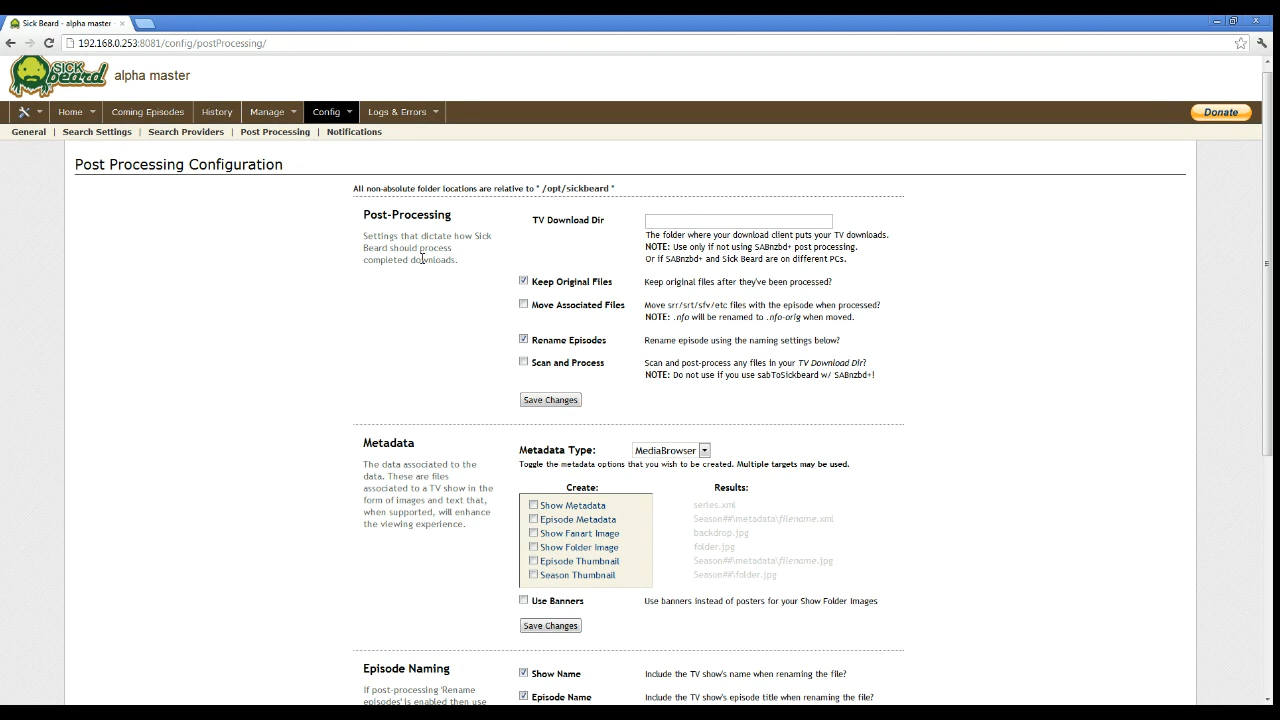 Sick Beard - alpha master
192.168.0.253:8081/config/postProcessing/
SICK
beard
alpha master
Home
Coming Episodes
History
Manage
Config
Logs & Errors
Donate
General | Search Settings | Search Providers | Post Processing | Notifications
Post Processing Configuration
All non-absolute folder locations are relative to " /opt/sickbeard "
Post-Processing
Settings that dictate how Sick
Beard should process
completed downloads.
TV Download Dir
The folder where your download client puts your TV downloads.
NOTE: Use only if not using SABnzbd+ post processing.
Or if SABnzbd+ and Sick Beard are on different PCs.
Keep Original Files
Keep original files after they've been processed?
Move Associated Files
Move srr/srt/sfv/etc files with the episode when processed?
NOTE: .nfo will be renamed to .nfo-orig when moved.
Rename Episodes
Rename episode using the naming settings below?
Scan and Process
Scan and post-process any files in your TV Download Dir?
NOTE: Do not use if you use sabToSickbeard w/ SABnzbd+!
Save Changes
Metadata
The data associated to the
data. These are files
associated to a TV show in the
form of images and text that,
when supported, will enhance
the viewing experience.
Metadata Type:
MediaBrowser
Toggle the metadata options that you wish to be created. Multiple targets may be used.
Create:
Results:
Show Metadata
series.xml
Episode Metadata
Season##\metadata\filename.xml
Show Fanart Image
backdrop.jpg
Show Folder Image
folder.jpg
Episode Thumbnail
Season##\metadata\filename.jpg
Season Thumbnail
Season##\folder.jpg
Use Banners
Use banners instead of posters for your Show Folder Images
Save Changes
Episode Naming
If post-processing 'Rename
episodes' is enabled then use
Show Name
Include the TV show's name when renaming the file?
Episode Name
Include the TV show's episode title when renaming the file?